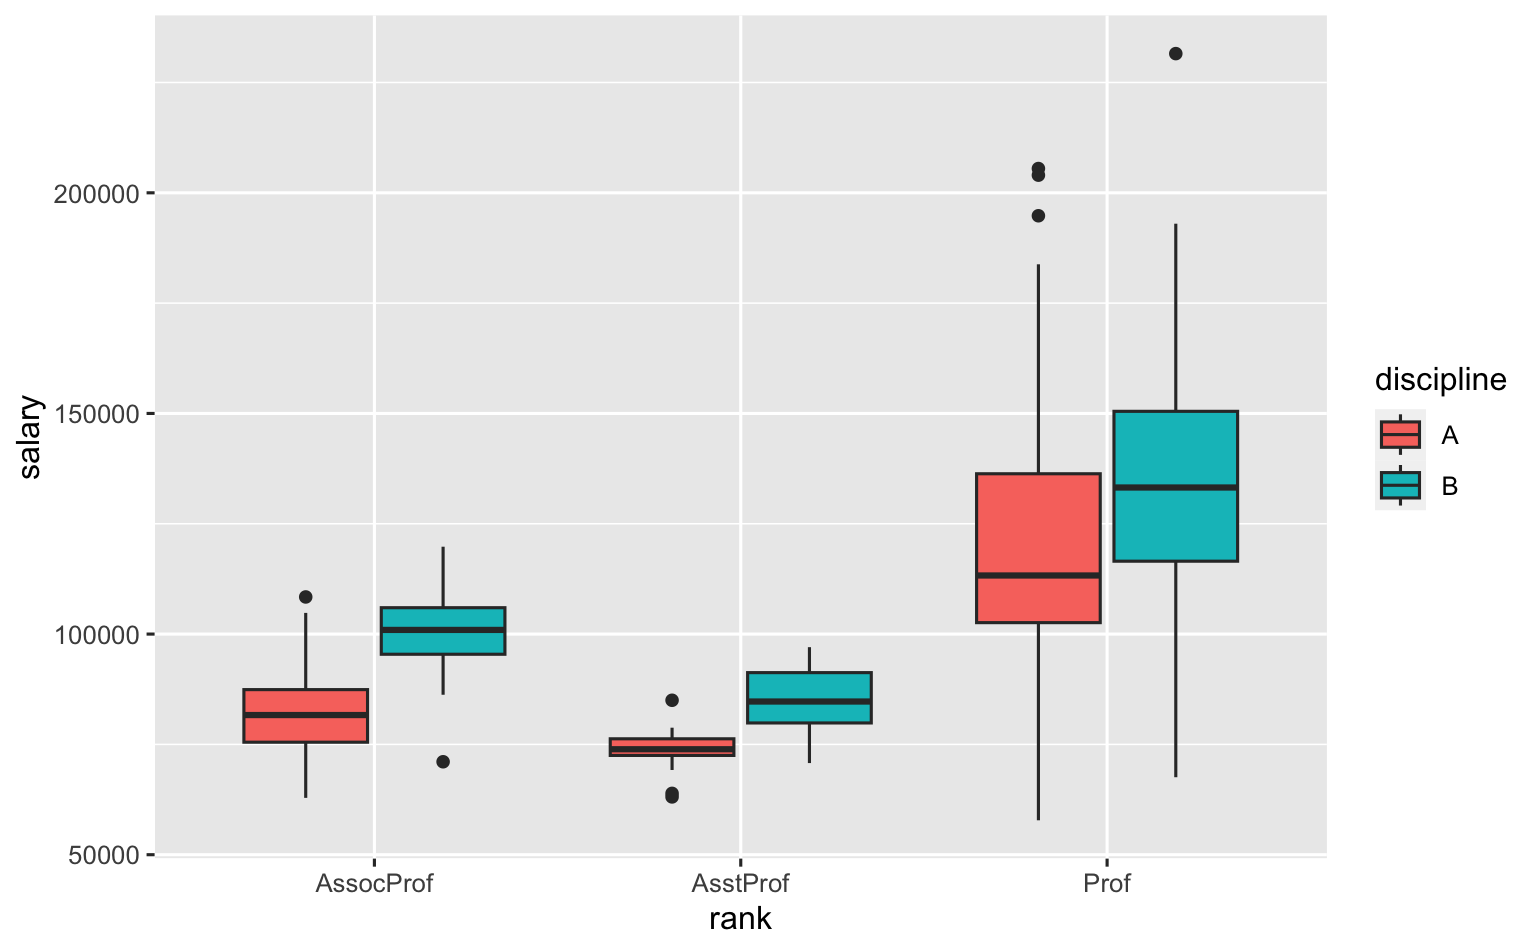 200000
150000
100000
50000
salary
AssocProf
AsstProf
Prof
rank
discipline
A
B